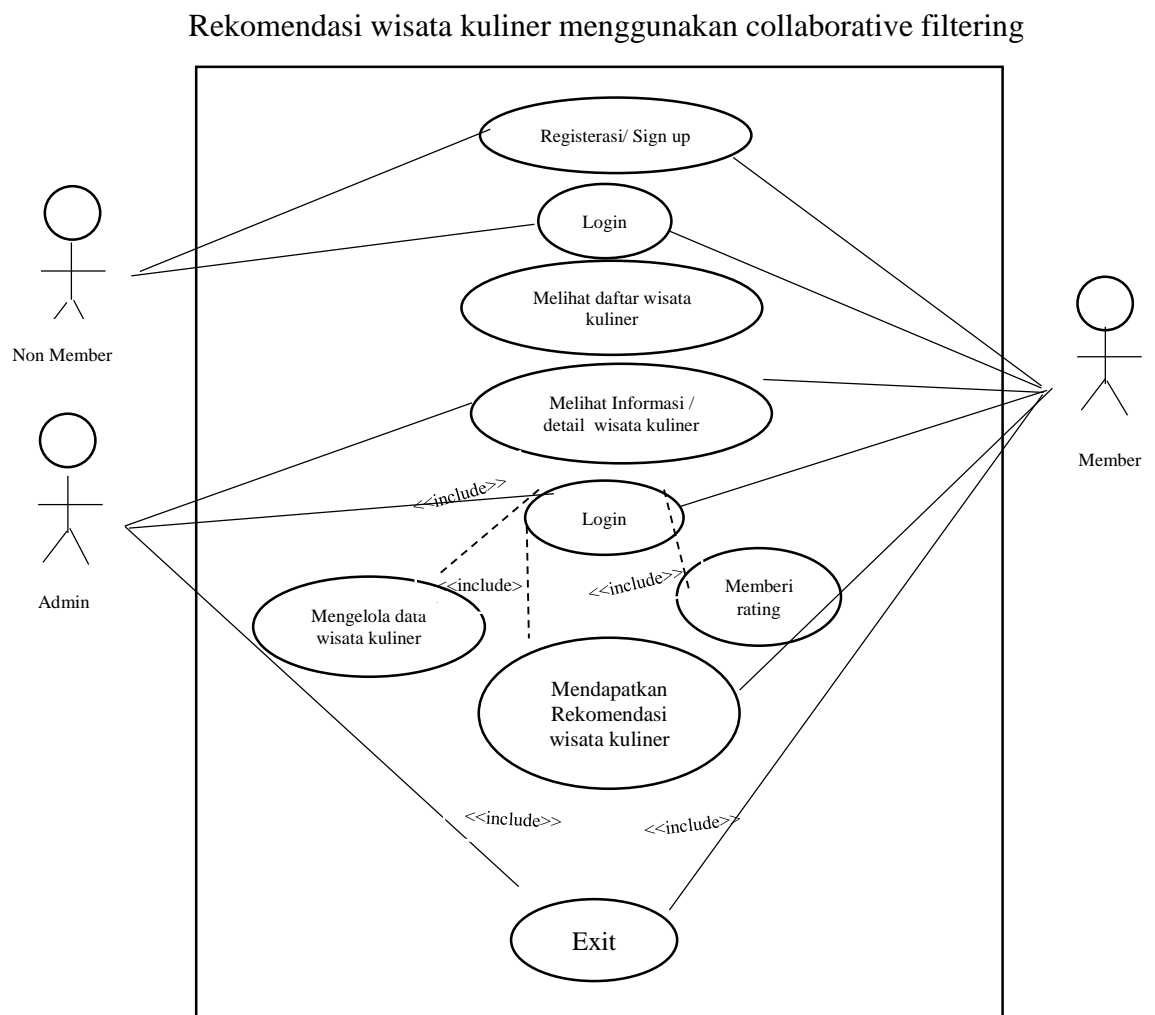 Rekomendasi wisata kuliner menggunakan collaborative filtering
Registerasi/ Sign up
Login
Melihat daftar wisata
kuliner
Non Member
Melihat Informasi /
detail wisata kuliner
Member
<<include>>
Login
Admin
<<include>
<<include>>
Memberi
rating
Mengelola data
wisata kuliner
Mendapatkan
Rekomendasi
wisata kuliner
<<include>>
<<include>>
Exit